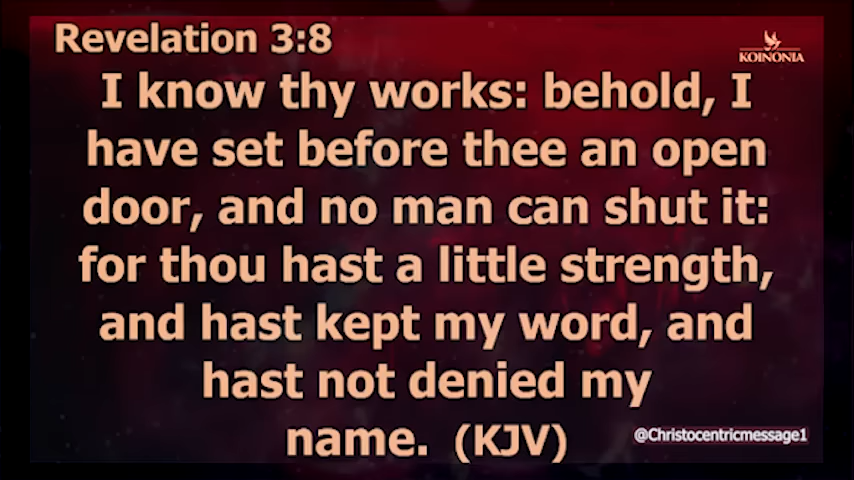 Revelation 3:8
KOINONIA
I know thy works: behold, I
have set before thee an open
door, and no man can shut it:
for thou hast a little strength,
and hast kept my word, and
hast not denied my
name. (KJV)
@Christocentricmessage1